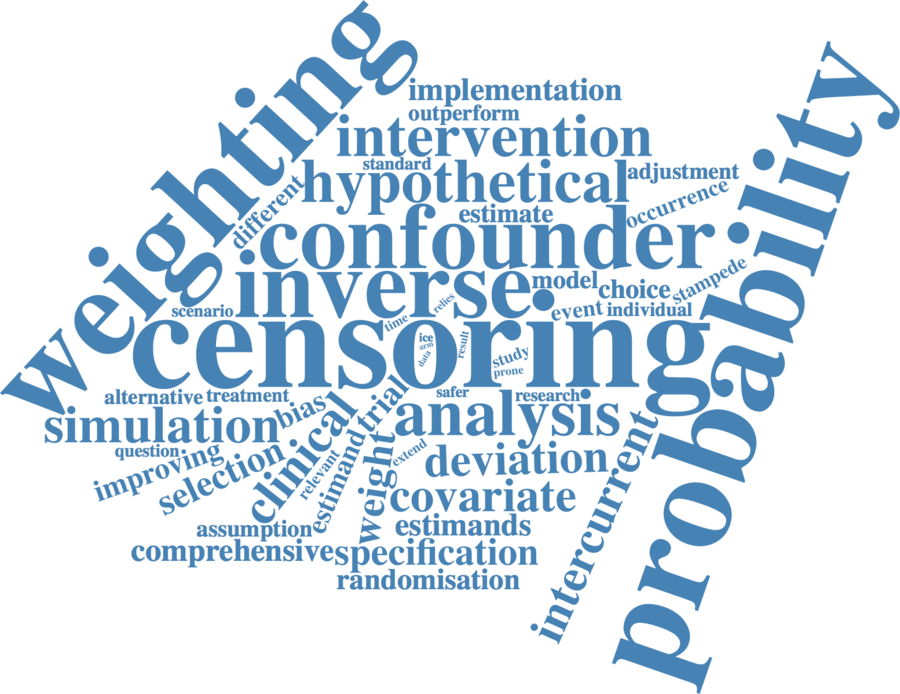 weighting
implementation
outperform
intervention
probability
standard
hypothetical
adjustment
different
estimate
occurrence
confounder
inverse
model
choice
stampede
scenario
time
relies
event
individual
censoring
ice
arm
data
result
study
prone
alternative
treatment
bias
trial
safer
research
simulation
analysis
question
improving
selection
clinical
relevant
estimand
weight
extend
deviation
intercurrent
covariate
assumption
estimands
comprehensive
specification
randomisation